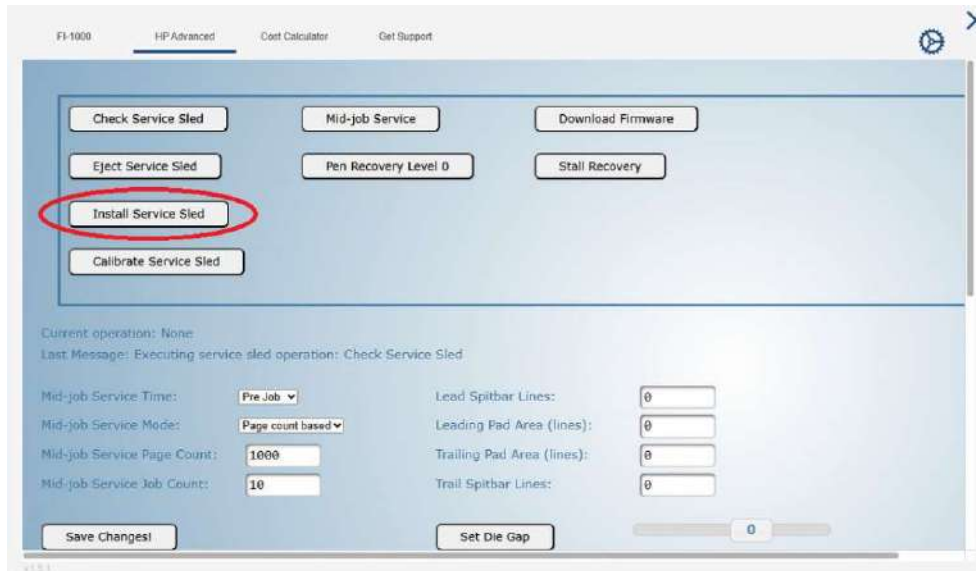 FI-1000 HP Advanced Cost Calculator Get Support
Check Service Sled Mid-job Service Download Firmware
Eject Service Sled Pen Recovery Level 0 Stall Recovery
Install Service Sled
Calibrate Service Sled
Current operation: None
Last Message: Executing service sled operation: Check Service Sled
Mid-job Service Time: Pre Job Lead Spitbar Lines: 0
Mid-job Service Mode: Page count based Leading Pad Area (lines): 0
Mid-job Service Page Count: 1000 Trailing Pad Area (lines): 0
Mid-job Service Job Count: 10 Trail Spitbar Lines: 0
Save Changes! Set Die Gap 0